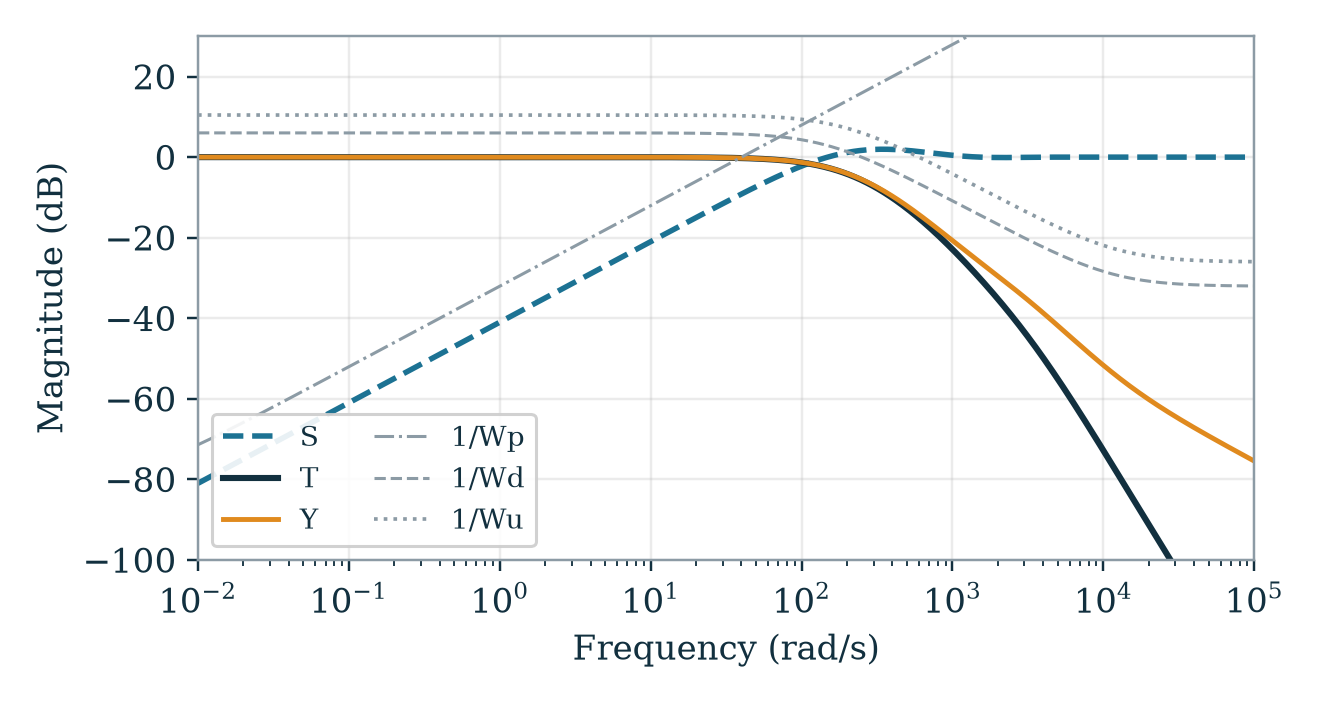 20
0
−20
−40
−60
−80
−100
Magnitude (dB)
S
T
Y
1/Wp
1/Wd
1/Wu
10⁻² 10⁻¹ 10⁰ 10¹ 10² 10³ 10⁴ 10⁵
Frequency (rad/s)